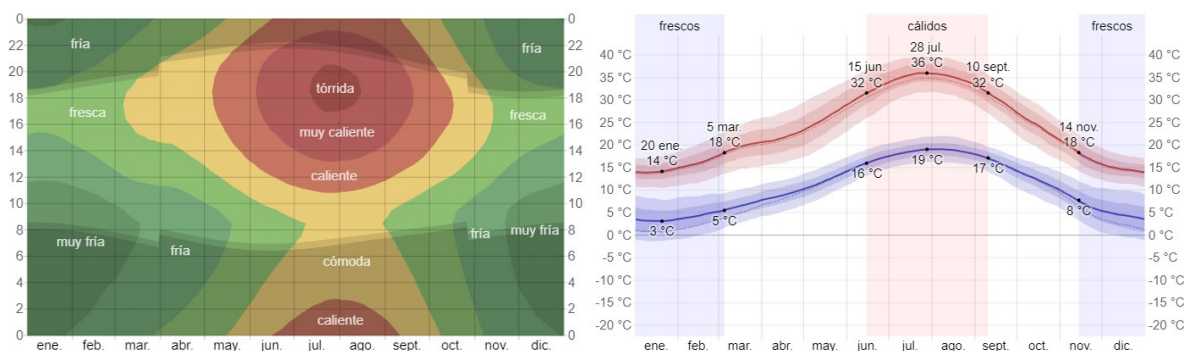 0
22
20
18
16
14
12
10
8
6
4
2
0
fría
fría
tórrida
fresca
fresca
muy caliente
caliente
muy fría
fría
fría
muy fría
cómoda
caliente
0
22
20
18
16
14
12
10
8
6
4
2
0
ene. feb. mar. abr. may. jun. jul. ago. sept. oct. nov. dic.
frescos cálidos frescos
40 °C
35 °C
30 °C
25 °C
20 °C
15 °C
10 °C
5 °C
0 °C
-5 °C
-10 °C
-15 °C
-20 °C
20 ene.
14 °C
5 mar.
18 °C
15 jun.
32 °C
28 jul.
36 °C
10 sept.
32 °C
14 nov.
18 °C
3 °C
5 °C
16 °C
19 °C
17 °C
8 °C
40 °C
35 °C
30 °C
25 °C
20 °C
15 °C
10 °C
5 °C
0 °C
-5 °C
-10 °C
-15 °C
-20 °C
ene. feb. mar. abr. may. jun. jul. ago. sept. oct. nov. dic.